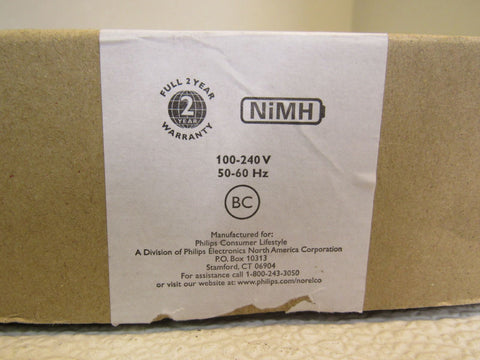 FULL 2 YEAR
2
YEAR
WARRANTY
NiMH
100-240 V
50-60 Hz
BC
Manufactured for:
Philips Consumer Lifestyle
A Division of Philips Electronics North America Corporation
P.O. Box 10313
Stamford, CT 06904
For assistance call 1-800-243-3050
or visit our website at: www.philips.com/norelco